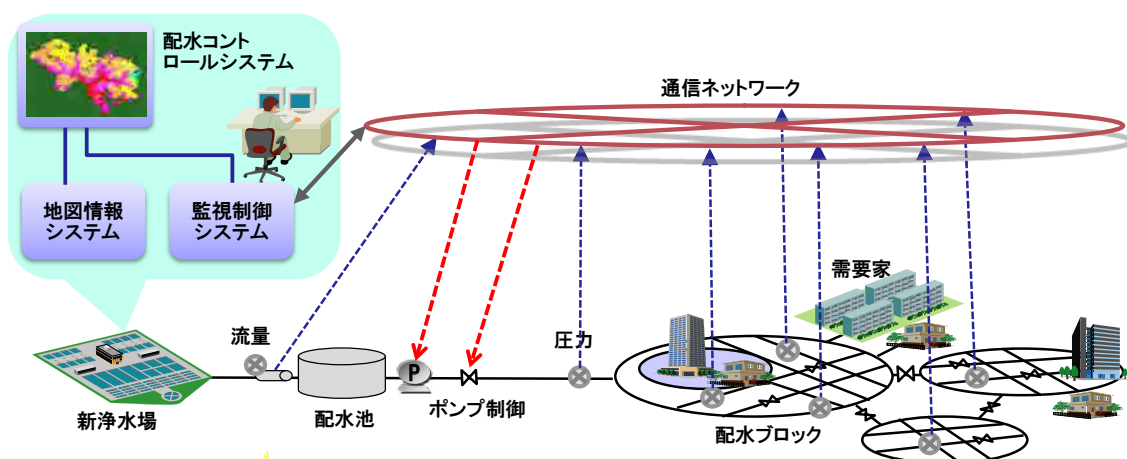 配水コント
ロールシステム
通信ネットワーク
地図情報
システム
監視制御
システム
需要家
流量
圧力
P
新浄水場
配水池
ポンプ制御
配水ブロック